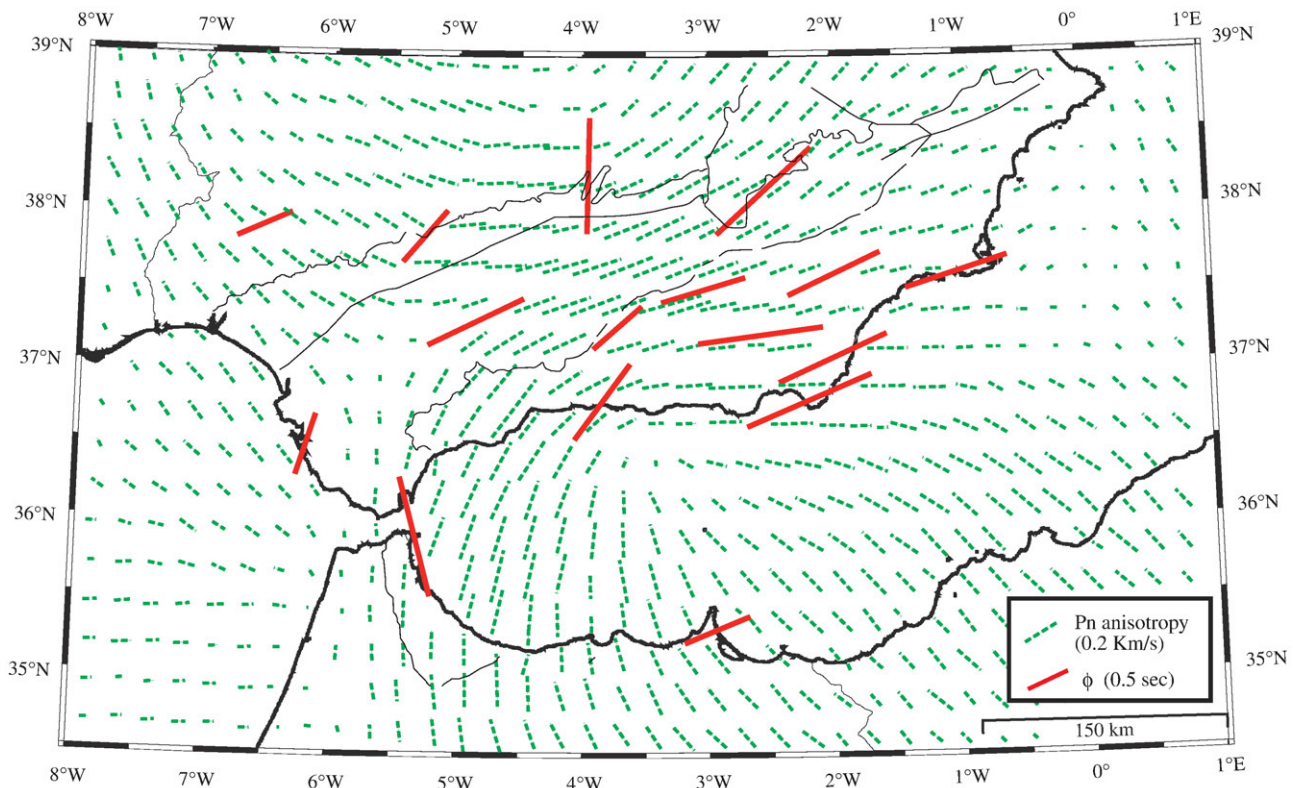 8°W 7°W 6°W 5°W 4°W 3°W 2°W 1°W 0° 1°E
39°N 39°N
38°N 38°N
37°N 37°N
36°N 36°N
35°N 35°N
Pn anisotropy
(0.2 Km/s)
ϕ (0.5 sec)
150 km
8°W 7°W 6°W 5°W 4°W 3°W 2°W 1°W 0° 1°E